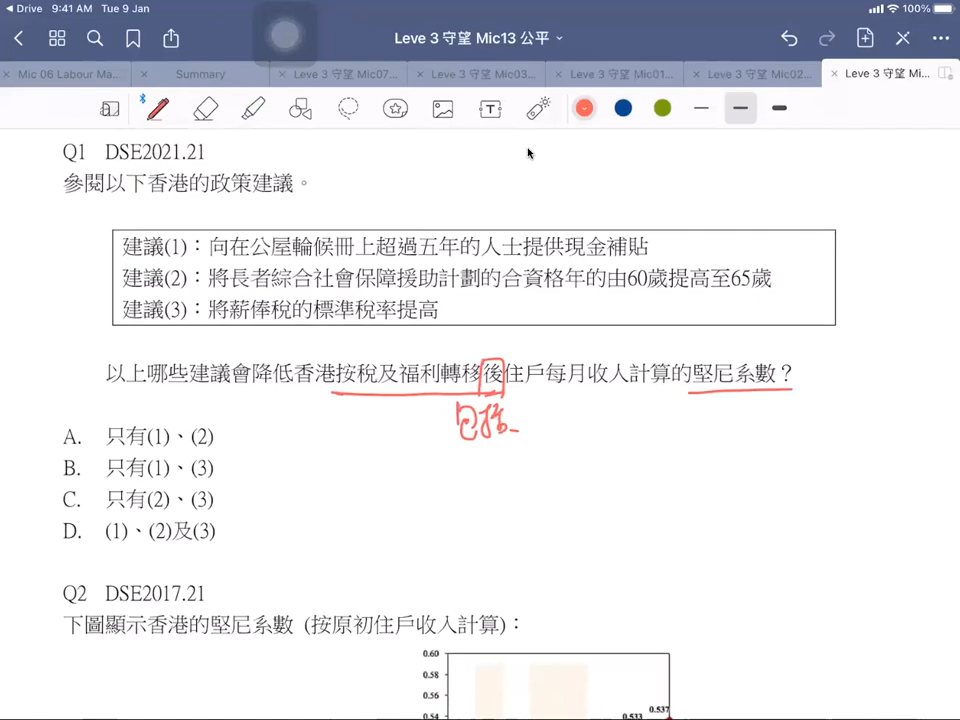 Drive 9:41 AM Tue 9 Jan 100%
Leve 3 守望 Mic13 公平
Mic 06 Labour Ma... Summary Leve 3 守望 Mic07... Leve 3 守望 Mic03... Leve 3 守望 Mic01... Leve 3 守望 Mic02... Leve 3 守望 Mi...
Q1 DSE2021.21
參閱以下香港的政策建議。
建議(1)：向在公屋輪候冊上超過五年的人士提供現金補貼
建議(2)：將長者綜合社會保障援助計劃的合資格年的由60歲提高至65歲
建議(3)：將薪俸稅的標準稅率提高
以上哪些建議會降低香港按稅及福利轉移後住戶每月收人計算的堅尼系數？
包括
A. 只有(1)、(2)
B. 只有(1)、(3)
C. 只有(2)、(3)
D. (1)、(2)及(3)
Q2 DSE2017.21
下圖顯示香港的堅尼系數 (按原初住戶收入計算)：
0.60
0.58
0.56
0.54
0.533
0.537